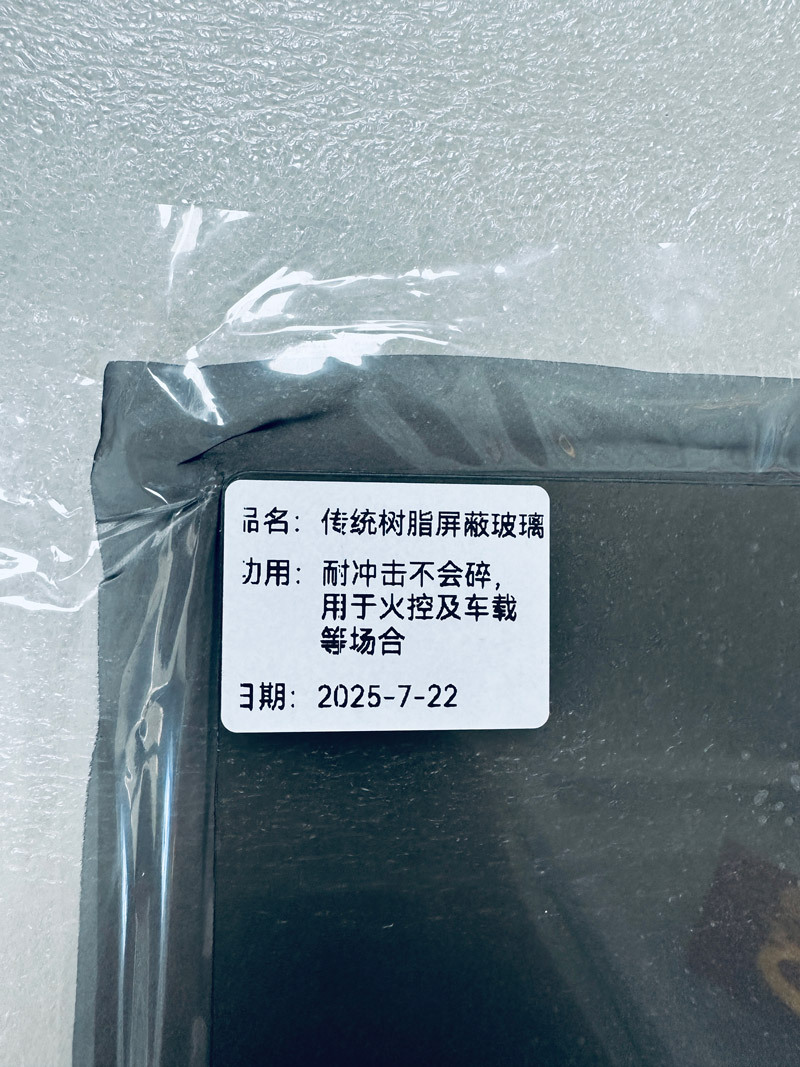 品名：传统树脂屏蔽玻璃
功用：耐冲击不会碎，
用于火控及车载
等场合
日期：2025-7-22